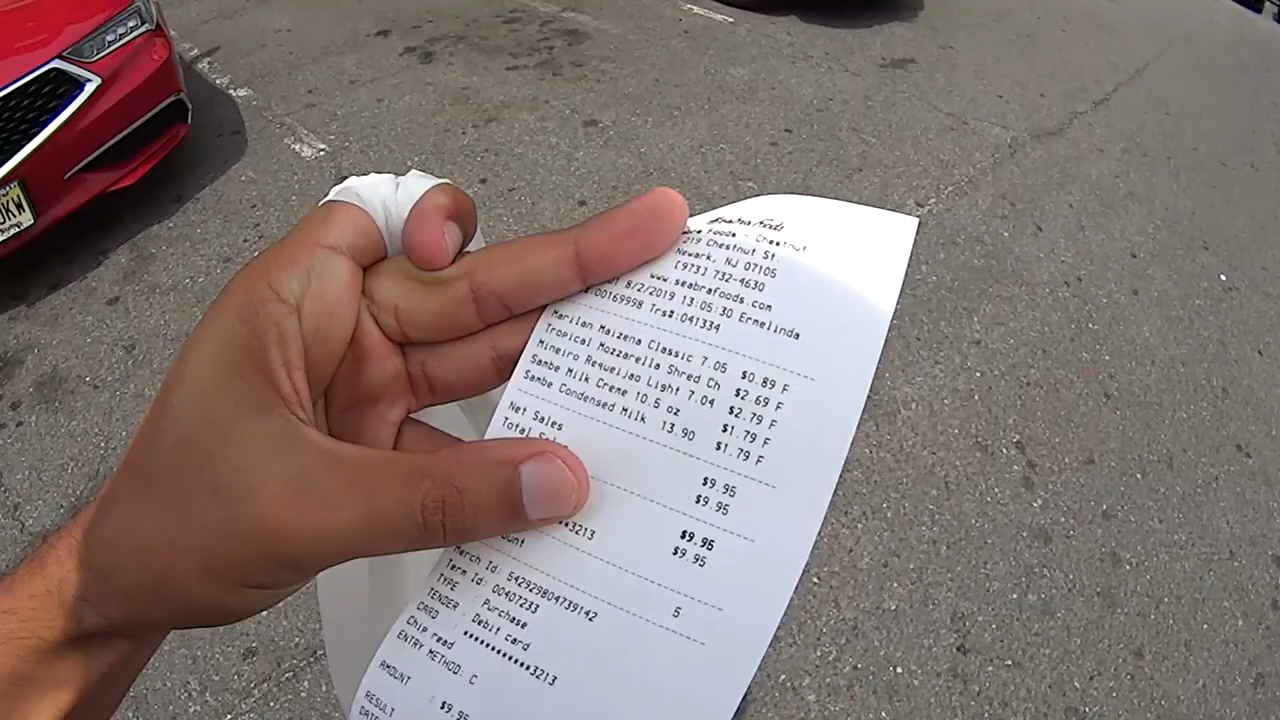 Seabra Foods
Foods - Chestnut
219 Chestnut St.
Newark, NJ 07105
[973] 732-4630
www.seabrafoods.com
8/2/2019 13:05:30 Ermelinda
:00169998 Trs#:041334
Marilan Maizena Classic 7.05 $0.89 F
Tropical Mozzarella Shred Ch $2.69 F
Mineiro Requeijao Light 7.04 $2.79 F
Sambe Milk Creme 10.5 oz $1.79 F
Sambe Condensed Milk 13.90 $1.79 F
Net Sales $9.95
Total $9.95
$9.95
*3213 $9.95
5
Merch Id: 542929804739142
Term Id: 00407233
TYPE : Purchase
TENDER : Debit card
CARD : ************3213
Chip read
ENTRY METHOD: C
AMOUNT : $9.95
RESULT